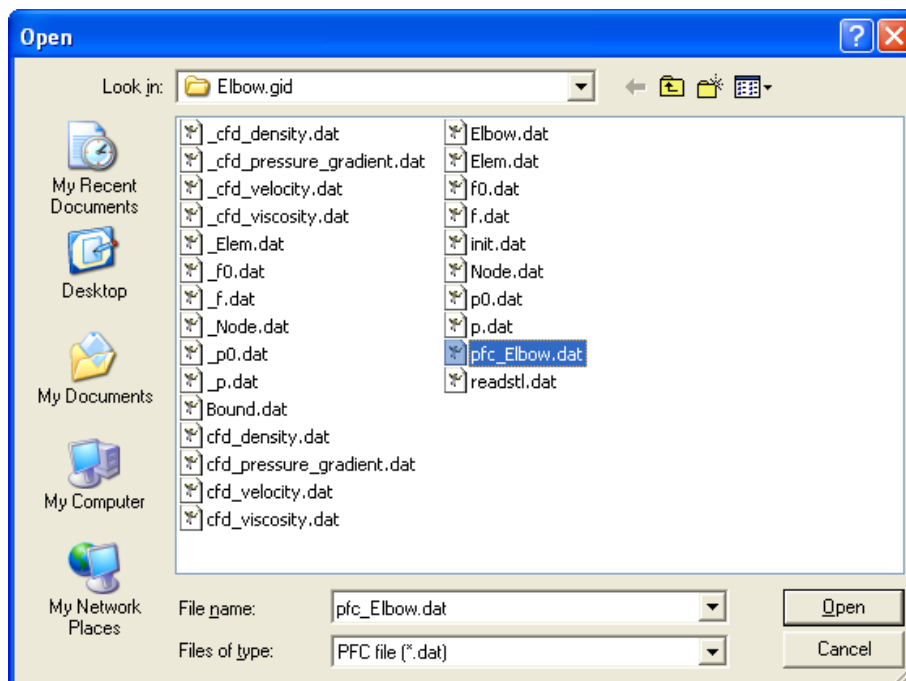 Open
Look in: Elbow.gid
My Recent
Documents
Desktop
My Documents
My Computer
My Network
Places
_cfd_density.dat
_cfd_pressure_gradient.dat
_cfd_velocity.dat
_cfd_viscosity.dat
_Elem.dat
_f0.dat
_f.dat
_Node.dat
_p0.dat
_p.dat
Bound.dat
cfd_density.dat
cfd_pressure_gradient.dat
cfd_velocity.dat
cfd_viscosity.dat
Elbow.dat
Elem.dat
f0.dat
f.dat
init.dat
Node.dat
p0.dat
p.dat
pfc_Elbow.dat
readstl.dat
File name: pfc_Elbow.dat Open
Files of type: PFC file (*.dat) Cancel